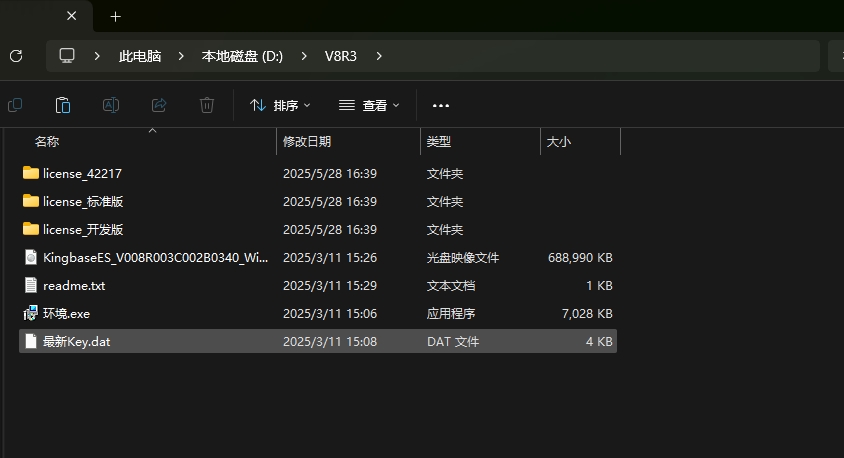 此电脑 本地磁盘 (D:) V8R3
排序 查看
名称 修改日期 类型 大小
license_42217 2025/5/28 16:39 文件夹
license_标准版 2025/5/28 16:39 文件夹
license_开发版 2025/5/28 16:39 文件夹
KingbaseES_V008R003C002B0340_Wi... 2025/3/11 15:26 光盘映像文件 688,990 KB
readme.txt 2025/3/11 15:29 文本文档 1 KB
环境.exe 2025/3/11 15:06 应用程序 7,028 KB
最新Key.dat 2025/3/11 15:08 DAT 文件 4 KB